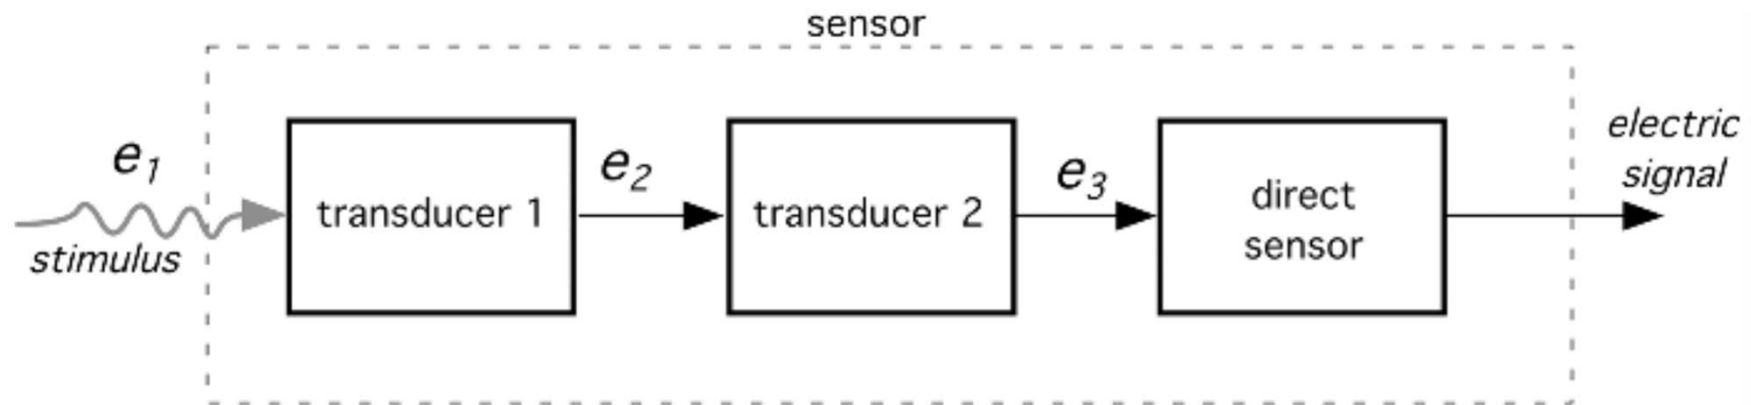 sensor
e1
stimulus
transducer 1
e2
transducer 2
e3
direct
sensor
electric
signal